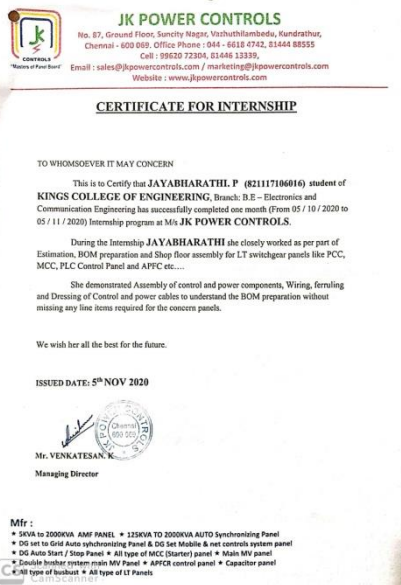 JK POWER CONTROLS
No. 87, Ground Floor, Suncity Nagar, Vazhuthilambedu, Kundrathur,
Chennai - 600 069. Office Phone : 044 - 6618 4742, 81444 88555
Cell : 99620 72304, 81446 13339,
Email : sales@jkpowercontrols.com / marketing@jkpowercontrols.com
Website : www.jkpowercontrols.com
JK
CONTROLS
"Masters of Panel Board"
CERTIFICATE FOR INTERNSHIP
TO WHOMSOEVER IT MAY CONCERN
This is to Certify that JAYABHARATHI. P (821117106016) student of
KINGS COLLEGE OF ENGINEERING, Branch: B.E – Electronics and
Communication Engineering has successfully completed one month (From 05 / 10 / 2020 to
05 / 11 / 2020) Internship program at M/s JK POWER CONTROLS.
During the Internship JAYABHARATHI she closely worked as per part of
Estimation, BOM preparation and Shop floor assembly for LT switchgear panels like PCC,
MCC, PLC Control Panel and APFC etc....
She demonstrated Assembly of control and power components, Wiring, ferruling
and Dressing of Control and power cables to understand the BOM preparation without
missing any line items required for the concern panels.
We wish her all the best for the future.
ISSUED DATE: 5th NOV 2020
JK POWER CONTROLS
Chennai
600 069
Mr. VENKATESAN. K
Managing Director
Mfr :
★ 5KVA to 2000KVA AMF PANEL ★ 125KVA TO 2000KVA AUTO Synchronizing Panel
★ DG set to Grid Auto syhchronizing Panel & DG Set Mobile & net controls system panel
★ DG Auto Start / Stop Panel ★ All type of MCC (Starter) panel ★ Main MV panel
★ Double busbar system main MV Panel ★ APFCR control panel ★ Capacitor panel
★ All type of busbust ★ All type of LT Panels
CS CamScanner